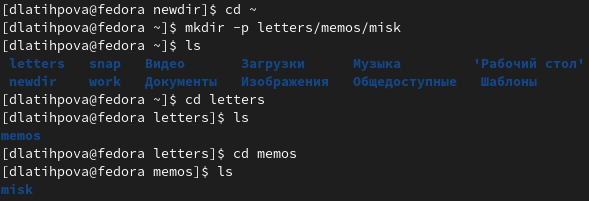 [dlatihpova@fedora newdir]$ cd ~
[dlatihpova@fedora ~]$ mkdir -p letters/memos/misk
[dlatihpova@fedora ~]$ ls
letters snap Видео Загрузки Музыка 'Рабочий стол'
newdir work Документы Изображения Общедоступные Шаблоны
[dlatihpova@fedora ~]$ cd letters
[dlatihpova@fedora letters]$ ls
memos
[dlatihpova@fedora letters]$ cd memos
[dlatihpova@fedora memos]$ ls
misk